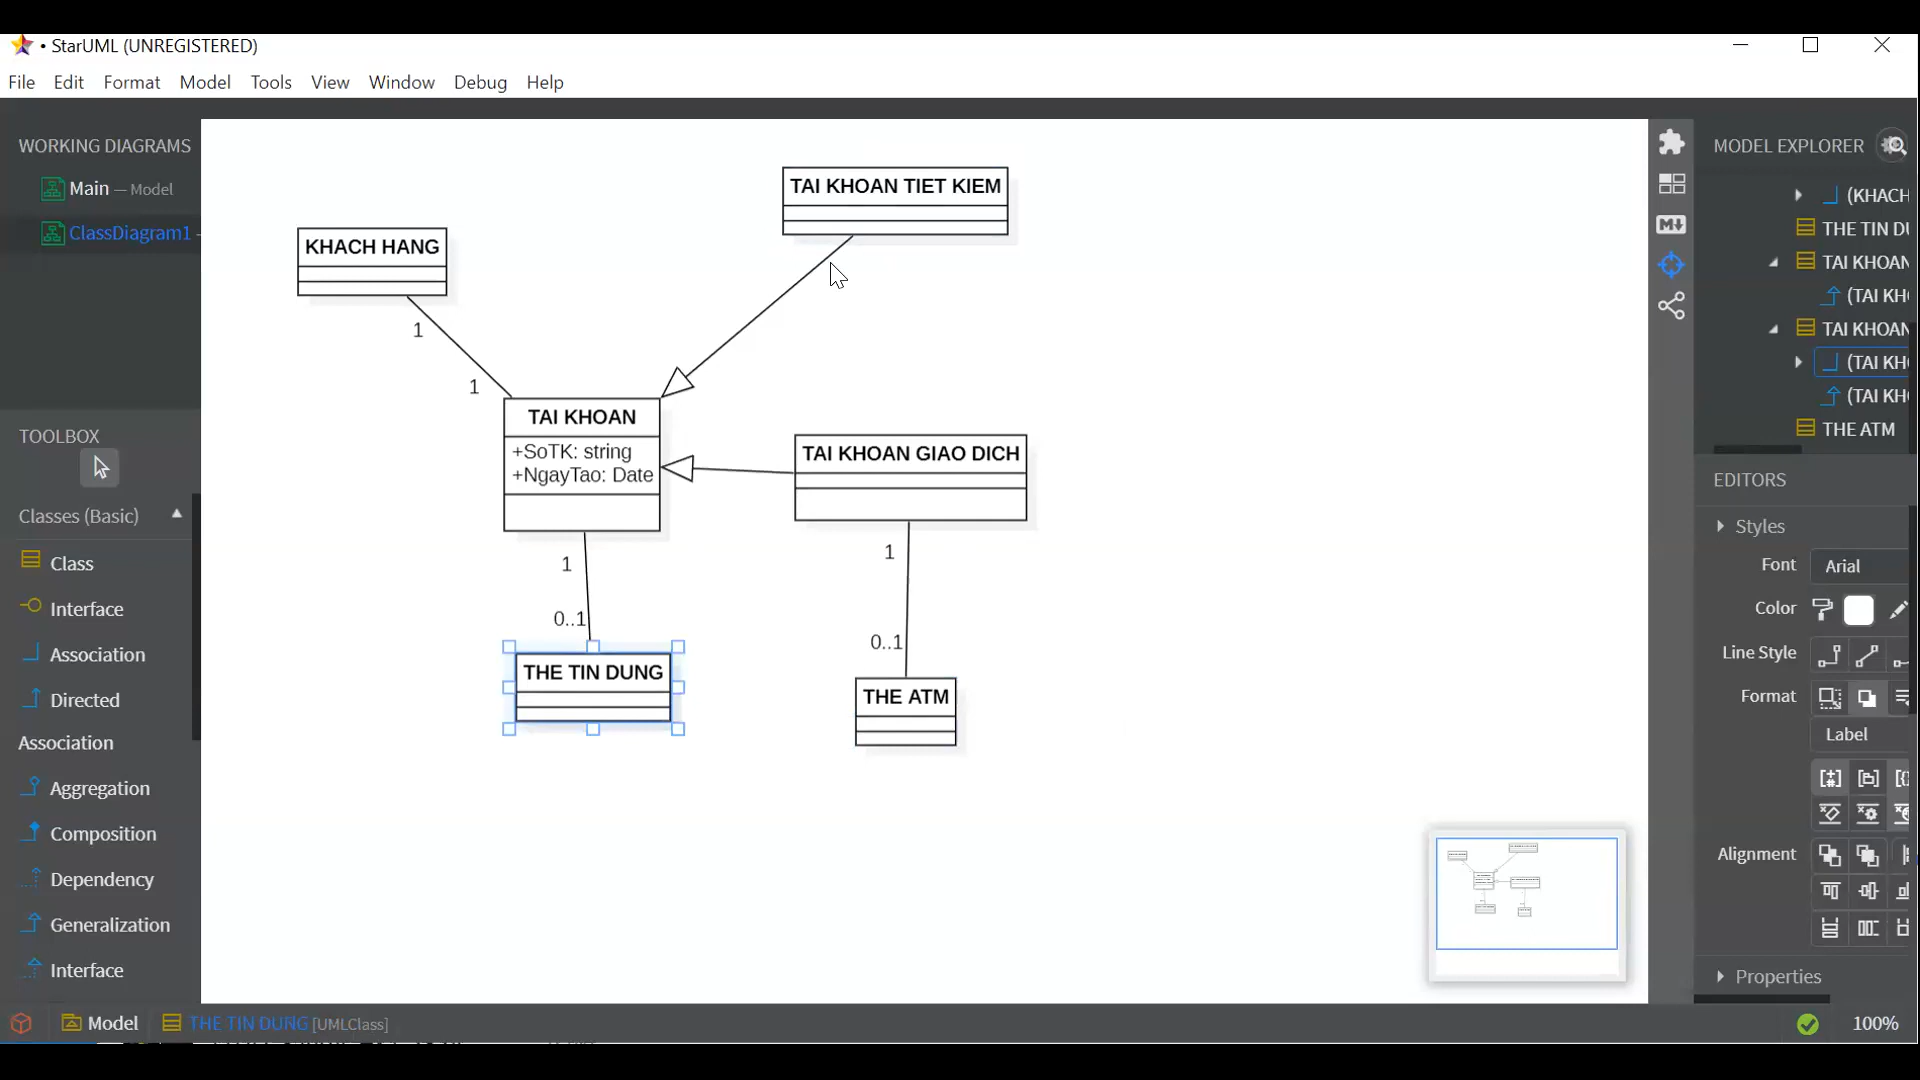 • StarUML (UNREGISTERED)
File Edit Format Model Tools View Window Debug Help
WORKING DIAGRAMS
Main — Model
ClassDiagram1 –
TOOLBOX
Classes (Basic)
Class
Interface
Association
Directed
Association
Aggregation
Composition
Dependency
Generalization
Interface
KHACH HANG
1
1
TAI KHOAN TIET KIEM
TAI KHOAN
+SoTK: string
+NgayTao: Date
1
0..1
THE TIN DUNG
TAI KHOAN GIAO DICH
1
0..1
THE ATM
MODEL EXPLORER
(KHACH
THE TIN DU
TAI KHOAN
(TAI KH
TAI KHOAN
(TAI KH
(TAI KH
THE ATM
EDITORS
Styles
Font Arial
Color
Line Style
Format
Label
Alignment
Properties
Model THE TIN DUNG [UMLClass]
100%